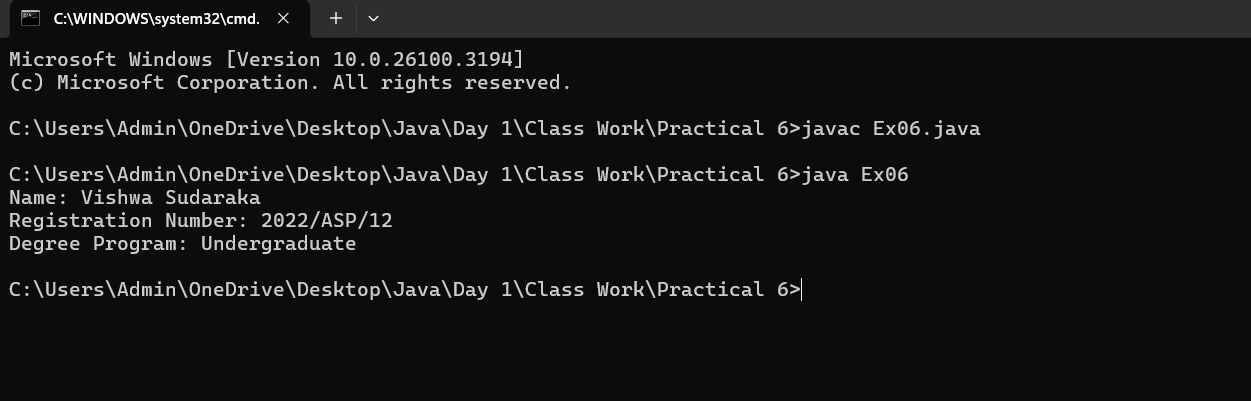 C:\WINDOWS\system32\cmd.
Microsoft Windows [Version 10.0.26100.3194]
(c) Microsoft Corporation. All rights reserved.
C:\Users\Admin\OneDrive\Desktop\Java\Day 1\Class Work\Practical 6>javac Ex06.java
C:\Users\Admin\OneDrive\Desktop\Java\Day 1\Class Work\Practical 6>java Ex06
Name: Vishwa Sudaraka
Registration Number: 2022/ASP/12
Degree Program: Undergraduate
C:\Users\Admin\OneDrive\Desktop\Java\Day 1\Class Work\Practical 6>